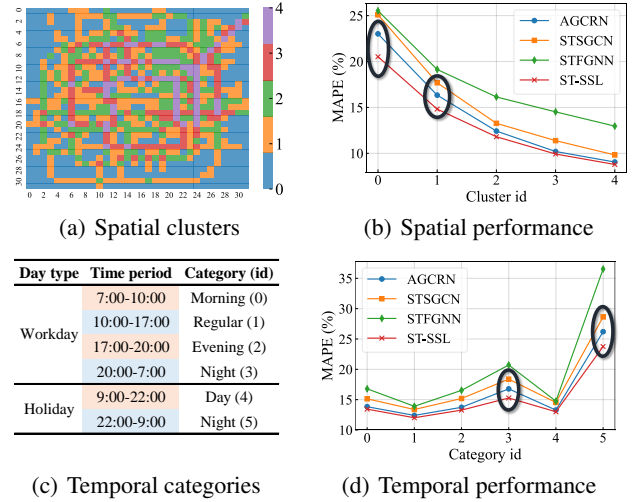 0
2
4
6
8
10
12
14
16
18
20
22
24
26
28
30
0 2 4 6 8 10 12 14 16 18 20 22 24 26 28 30
4
3
2
1
0
(a) Spatial clusters
MAPE (%)
25
20
15
10
AGCRN
STSGCN
STFGNN
ST-SSL
0 1 2 3 4
Cluster id
(b) Spatial performance
Day type Time period Category (id)
7:00-10:00 Morning (0)
Workday
10:00-17:00 Regular (1)
17:00-20:00 Evening (2)
20:00-7:00 Night (3)
Holiday
9:00-22:00 Day (4)
22:00-9:00 Night (5)
(c) Temporal categories
MAPE (%)
35
30
25
20
15
10
AGCRN
STSGCN
STFGNN
ST-SSL
0 1 2 3 4 5
Category id
(d) Temporal performance